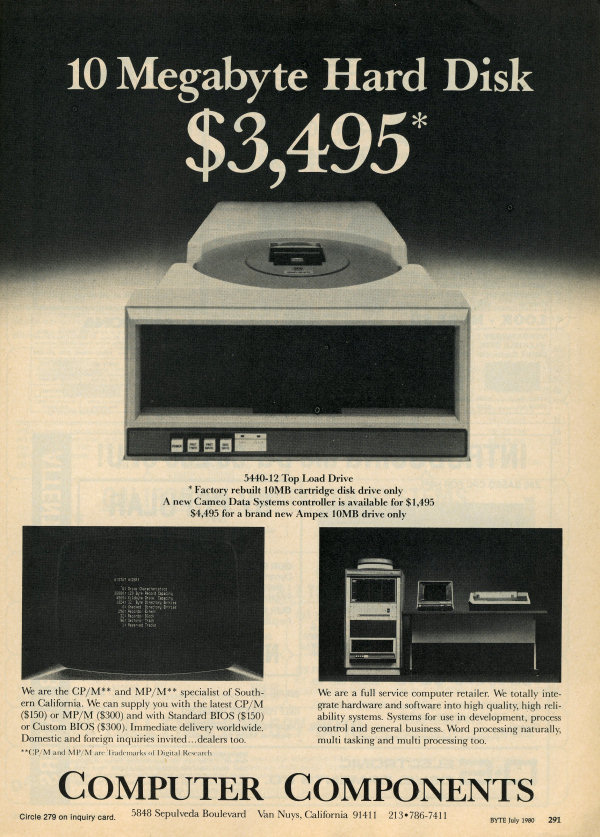 10 Megabyte Hard Disk
$3,495*
5440-12 Top Load Drive
* Factory rebuilt 10MB cartridge disk drive only
A new Cameo Data Systems controller is available for $1,495
$4,495 for a brand new Ampex 10MB drive only
We are the CP/M** and MP/M** specialist of South-
ern California. We can supply you with the latest CP/M
($150) or MP/M ($300) and with Standard BIOS ($150)
or Custom BIOS ($300). Immediate delivery worldwide.
Domestic and foreign inquiries invited...dealers too.
**CP/M and MP/M are Trademarks of Digital Research
We are a full service computer retailer. We totally inte-
grate hardware and software into high quality, high reli-
ability systems. Systems for use in development, process
control and general business. Word processing naturally,
multi tasking and multi processing too.
COMPUTER COMPONENTS
5848 Sepulveda Boulevard Van Nuys, California 91411 213•786-7411
Circle 279 on inquiry card.
BYTE July 1980 291